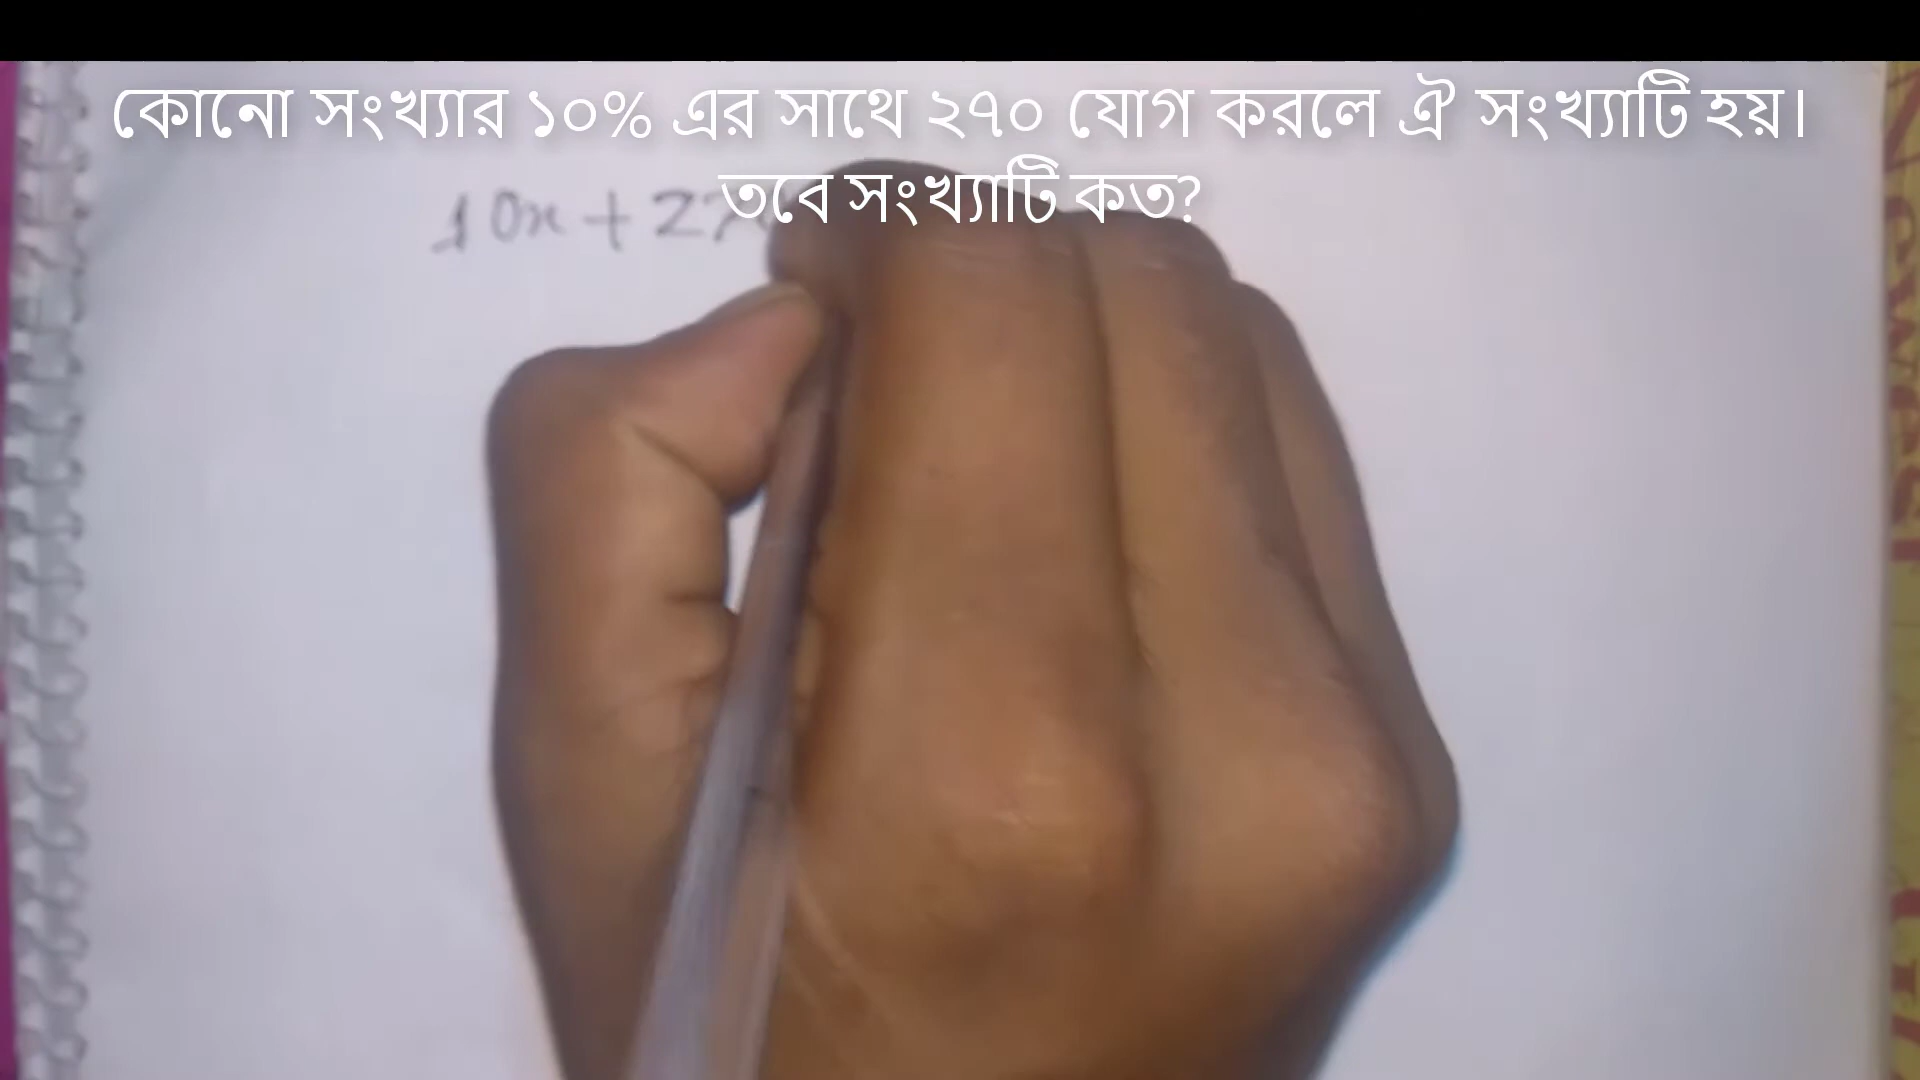 কোনো সংখ্যার ১০% এর সাথে ২৭০ যোগ করলে ঐ সংখ্যাটি হয়।
তবে সংখ্যাটি কত?
10x + 27